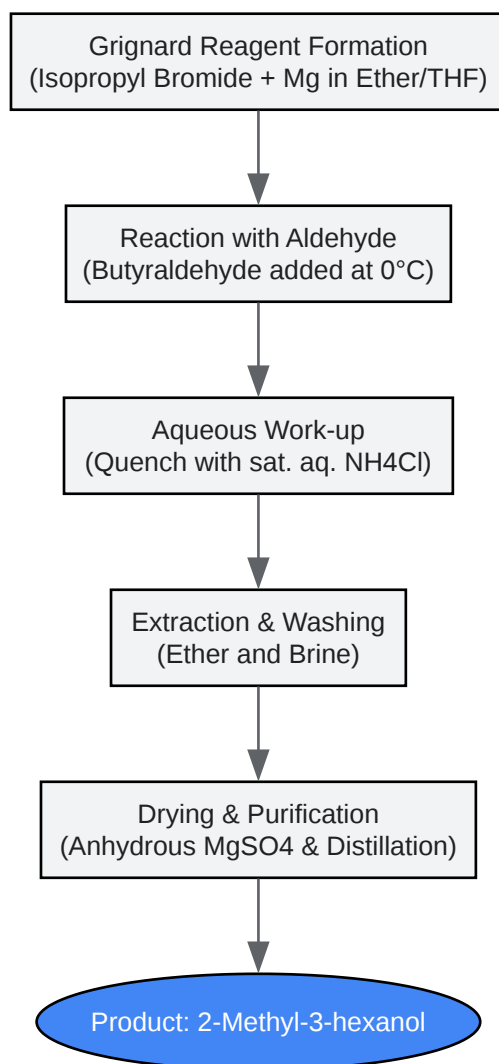 Grignard Reagent Formation
(Isopropyl Bromide + Mg in Ether/THF)
Reaction with Aldehyde
(Butyraldehyde added at 0°C)
Aqueous Work-up
(Quench with sat. aq. NH4Cl)
Extraction & Washing
(Ether and Brine)
Drying & Purification
(Anhydrous MgSO4 & Distillation)
Product: 2-Methyl-3-hexanol